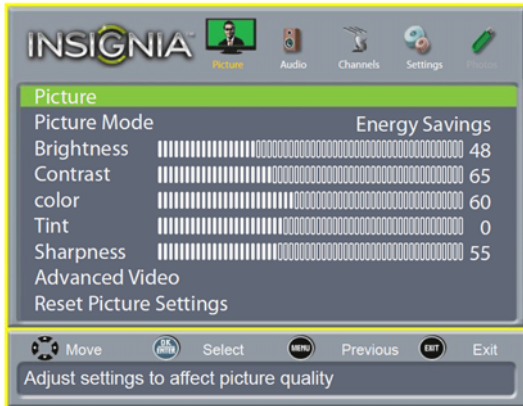 INSIGNIA
Picture Audio Channels Settings Photos
Picture
Picture Mode Energy Savings
Brightness 48
Contrast 65
color 60
Tint 0
Sharpness 55
Advanced Video
Reset Picture Settings
Move OK ENTER Select MENU Previous EXIT Exit
Adjust settings to affect picture quality